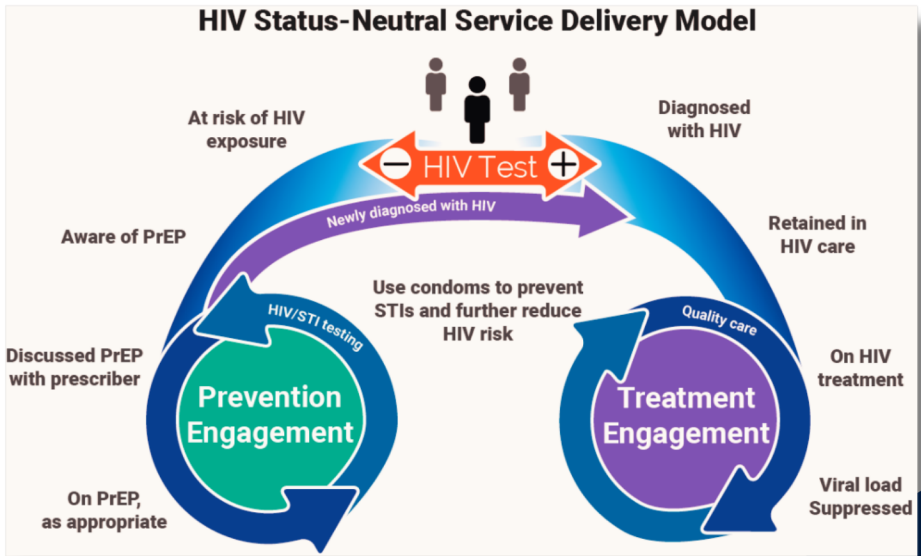 HIV Status-Neutral Service Delivery Model
At risk of HIV
exposure
Diagnosed
with HIV
HIV Test
Newly diagnosed with HIV
Aware of PrEP
Retained in
HIV care
Use condoms to prevent
STIs and further reduce
HIV risk
HIV/STI testing
Quality care
Discussed PrEP
with prescriber
On HIV
treatment
Prevention
Engagement
Treatment
Engagement
On PrEP,
as appropriate
Viral load
Suppressed